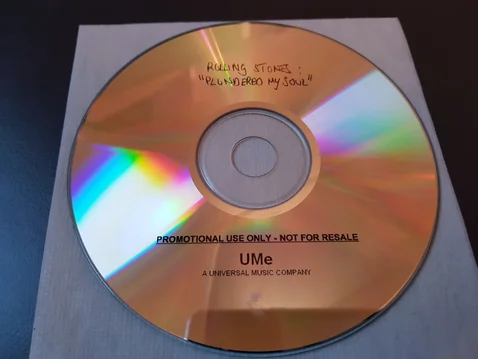 ROLLING STONES:
"PLUNDERED MY SOUL"
PROMOTIONAL USE ONLY - NOT FOR RESALE
UMe
A UNIVERSAL MUSIC COMPANY